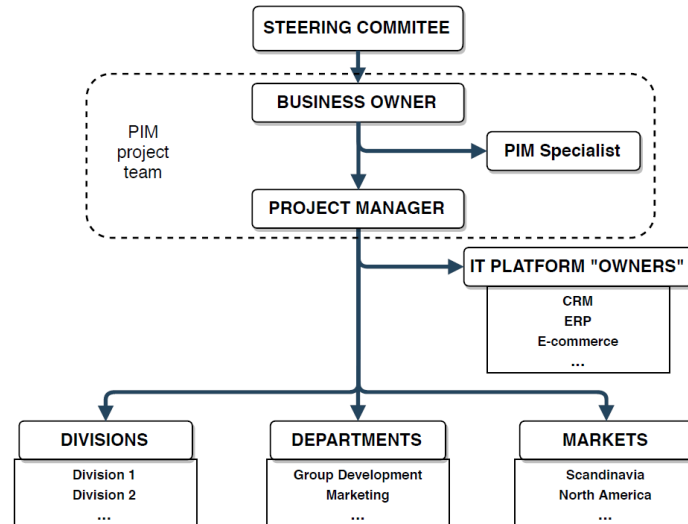 STEERING COMMITEE
BUSINESS OWNER
PIM
project
team
PIM Specialist
PROJECT MANAGER
IT PLATFORM "OWNERS"
CRM
ERP
E-commerce
...
DIVISIONS
Division 1
Division 2
...
DEPARTMENTS
Group Development
Marketing
...
MARKETS
Scandinavia
North America
...